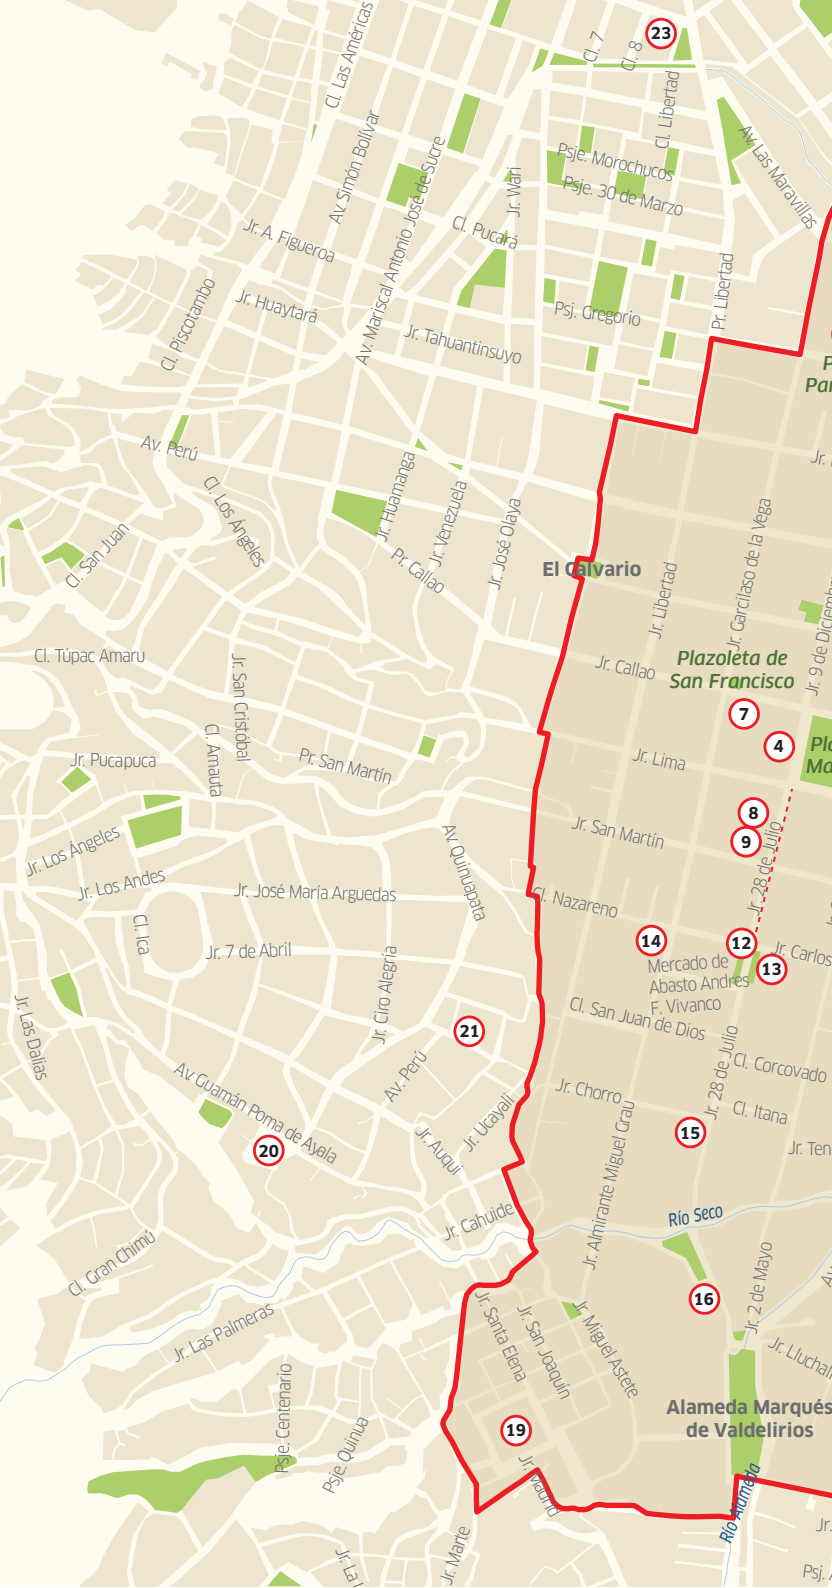 Cl. Las Américas
Cl. 7
Cl. 8
23
Cl. Libertad
Av. Simón Bolívar
Av. Mariscal Antonio José de Sucre
Jr. Wari
Psje. Morochucos
Psje. 30 de Marzo
Av. Las Maravillas
Jr. A. Figueroa
Cl. Pucará
Pr. Libertad
Cl. Piscotambo
Jr. Huaytará
Jr. Tahuantinsuyo
Psj. Gregorio
Av. Perú
Cl. Los Ángeles
Jr. Huamanga
Jr. Venezuela
Jr. José Olaya
Jr. Garcilaso de la Vega
Cl. San Juan
Pr. Callao
El Calvario
Jr. Libertad
Jr. 9 de Diciembre
Cl. Túpac Amaru
Jr. San Cristóbal
Jr. Callao
Plazoleta de
San Francisco
7
4
Cl. Amauta
Jr. Pucapuca
Pr. San Martín
Jr. Lima
8
9
Jr. Los Ángeles
Jr. San Martín
Av. Quinuapata
Jr. Los Andes
Jr. José María Arguedas
Cl. Nazareno
Jr. 28 de Julio
Cl. Ica
Jr. 7 de Abril
Jr. Ciro Alegría
14
12
13
Jr. Carlos
Mercado de
Abasto Andres
F. Vivanco
Jr. Las Dalias
21
Cl. San Juan de Dios
Av. Perú
Jr. 28 de Julio
Cl. Corcovado
Av. Guamán Poma de Ayala
Jr. Chorro
Cl. Itana
20
Jr. Auqui
Jr. Ucayali
Jr. Almirante Miguel Grau
15
Jr. Cahuide
Río Seco
Cl. Gran Chimú
Jr. Las Palmeras
Jr. Santa Elena
Jr. San Joaquín
Jr. Miguel Astete
16
Jr. 2 de Mayo
Psje. Centenario
Psje. Quinua
19
Alameda Marqués
de Valdelirios
Jr. Madrid
Río Alameda
Jr. Marte